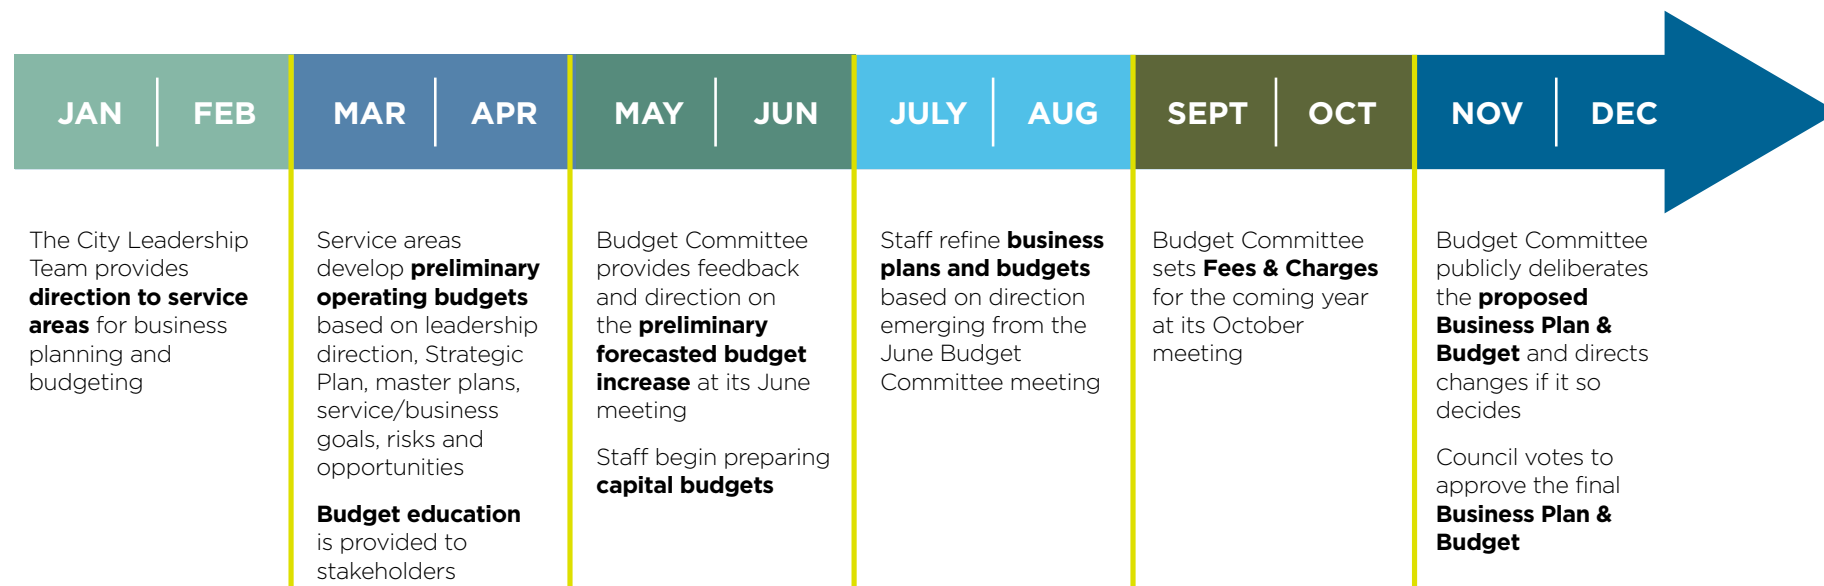 JAN FEB MAR APR MAY JUN JULY AUG SEPT OCT NOV DEC
The City Leadership
Team provides
direction to service
areas for business
planning and
budgeting
Service areas
develop preliminary
operating budgets
based on leadership
direction, Strategic
Plan, master plans,
service/business
goals, risks and
opportunities
Budget education
is provided to
stakeholders
Budget Committee
provides feedback
and direction on
the preliminary
forecasted budget
increase at its June
meeting
Staff begin preparing
capital budgets
Staff refine business
plans and budgets
based on direction
emerging from the
June Budget
Committee meeting
Budget Committee
sets Fees & Charges
for the coming year
at its October
meeting
Budget Committee
publicly deliberates
the proposed
Business Plan &
Budget and directs
changes if it so
decides
Council votes to
approve the final
Business Plan &
Budget